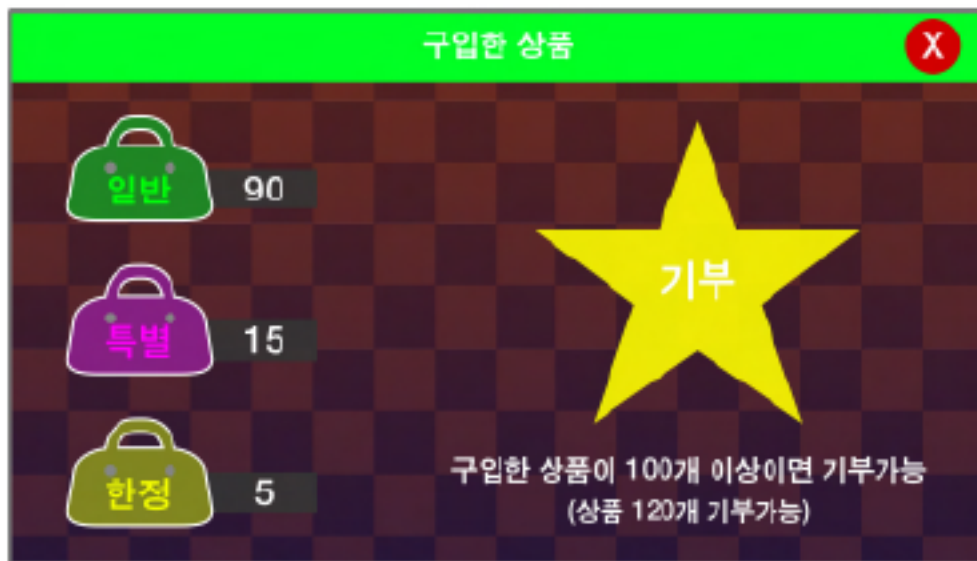 구입한 상품
X
일반 90
특별 15
한정 5
기부
구입한 상품이 100개 이상이면 기부가능
(상품 120개 기부가능)